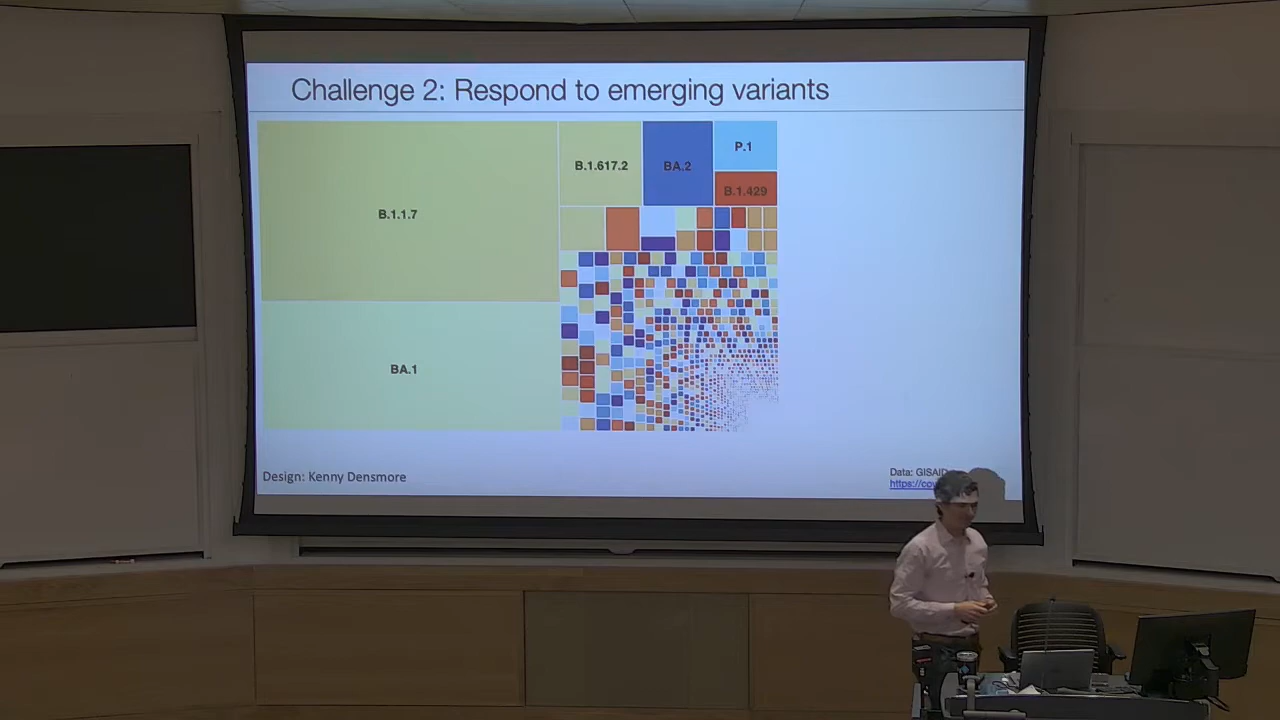 Challenge 2: Respond to emerging variants
B.1.1.7
B.1.617.2
BA.2
P.1
B.1.429
BA.1
Design: Kenny Densmore
Data: GISAID